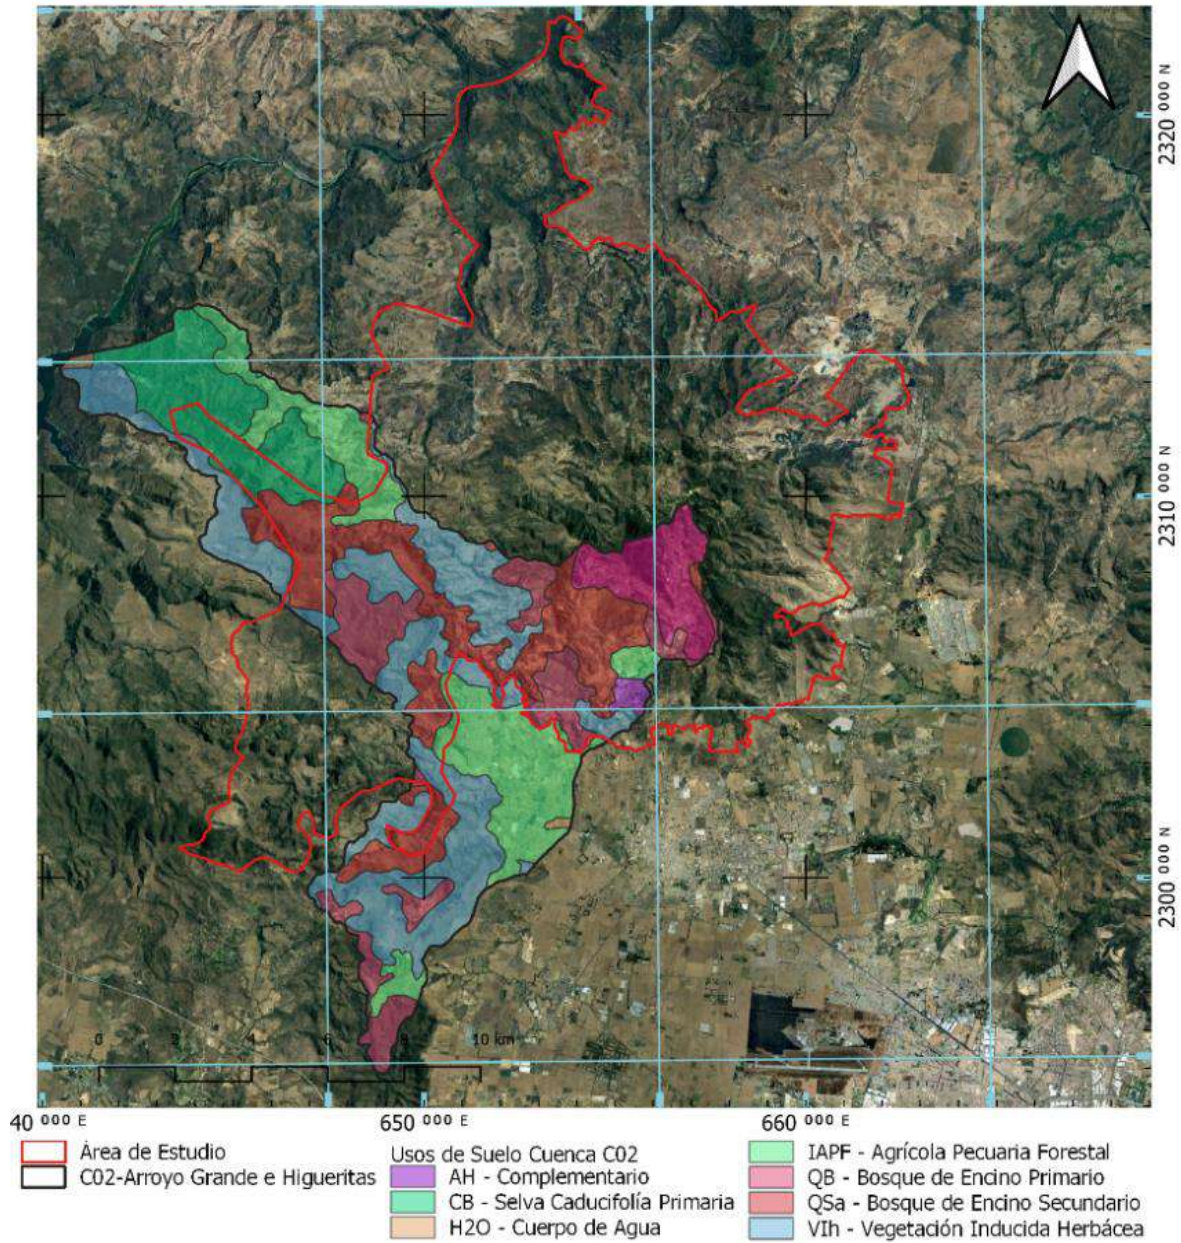 2320 000 N
2310 000 N
2300 000 N
0 2 4 6 8 10 km
40 000 E 650 000 E 660 000 E
Área de Estudio
C02-Arroyo Grande e Higueritas
Usos de Suelo Cuenca C02
AH - Complementario
CB - Selva Caducifolía Primaria
H2O - Cuerpo de Agua
IAPF - Agrícola Pecuaria Forestal
QB - Bosque de Encino Primario
QSa - Bosque de Encino Secundario
VIh - Vegetación Inducida Herbácea